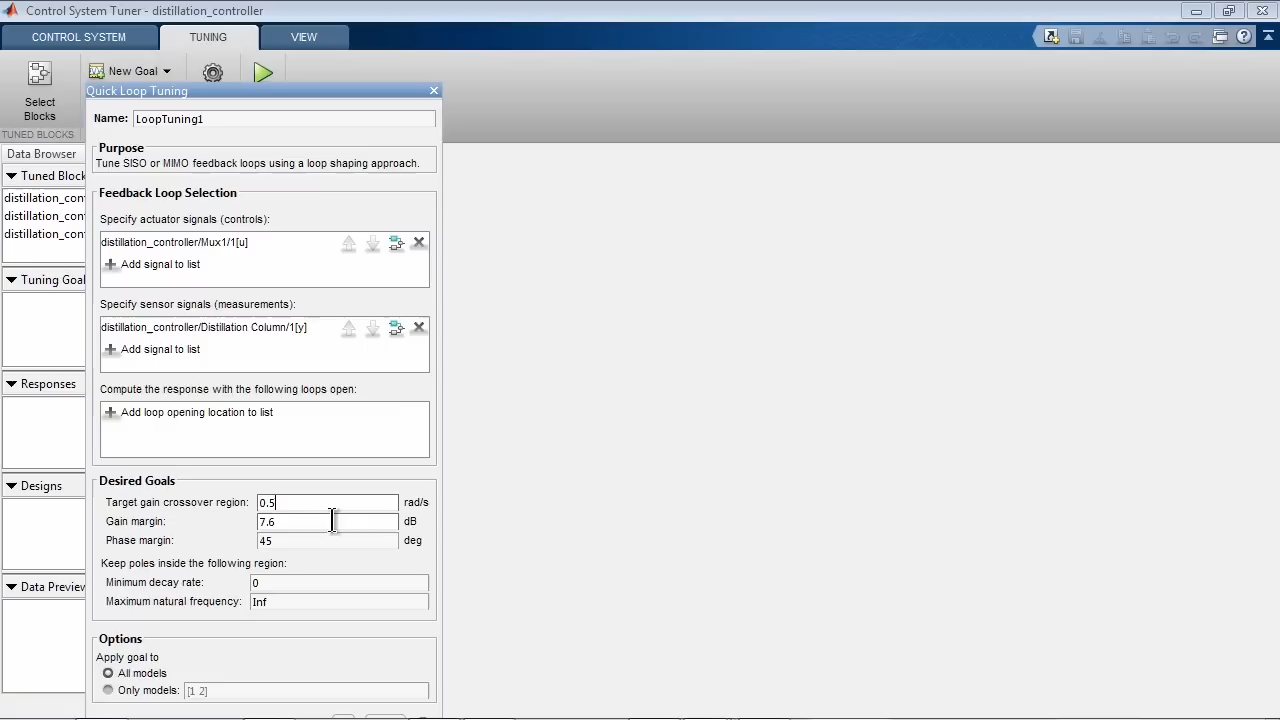 Control System Tuner - distillation_controller
CONTROL SYSTEM
TUNING
VIEW
Select
Blocks
New Goal
TUNED BLOCKS
Data Browser
Tuned Block
distillation_con
distillation_con
distillation_con
Tuning Goal
Responses
Designs
Data Preview
Quick Loop Tuning
Name: LoopTuning1
Purpose
Tune SISO or MIMO feedback loops using a loop shaping approach.
Feedback Loop Selection
Specify actuator signals (controls):
distillation_controller/Mux1/1[u]
Add signal to list
Specify sensor signals (measurements):
distillation_controller/Distillation Column/1[y]
Add signal to list
Compute the response with the following loops open:
Add loop opening location to list
Desired Goals
Target gain crossover region: 0.5 rad/s
Gain margin: 7.6 dB
Phase margin: 45 deg
Keep poles inside the following region:
Minimum decay rate: 0
Maximum natural frequency: Inf
Options
Apply goal to
All models
Only models: [1 2]